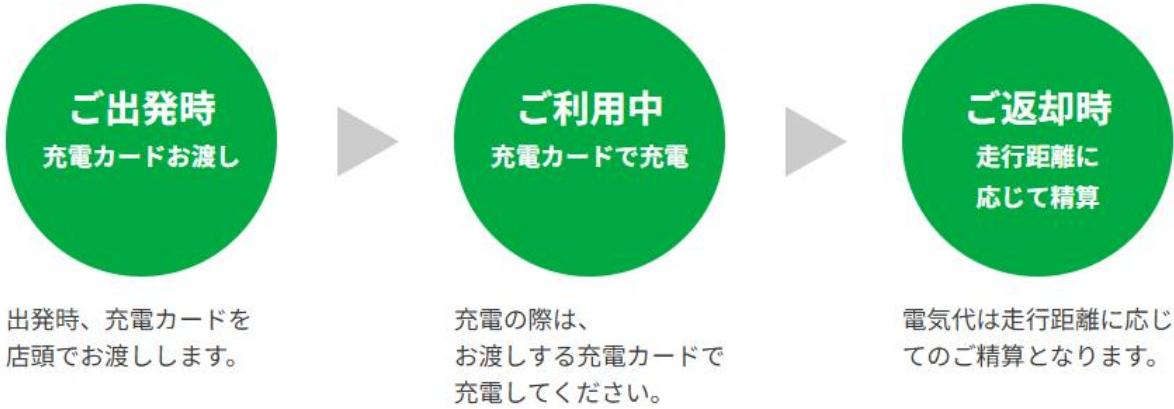 ご出発時
充電カードお渡し
出発時、充電カードを
店頭でお渡しします。
ご利用中
充電カードで充電
充電の際は、
お渡しする充電カードで
充電してください。
ご返却時
走行距離に
応じて精算
電気代は走行距離に応じ
てのご精算となります。